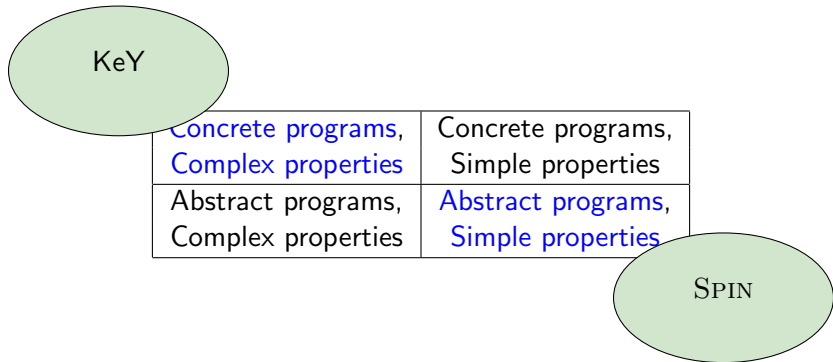 KeY
Concrete programs,
Complex properties
Concrete programs,
Simple properties
Abstract programs,
Complex properties
Abstract programs,
Simple properties
SPIN